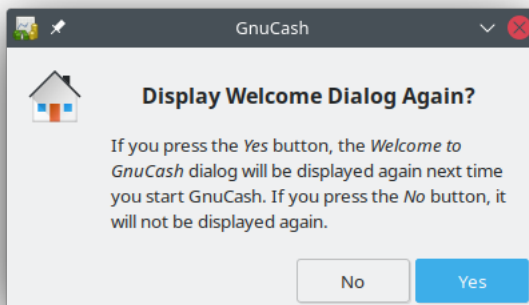 GnuCash
Display Welcome Dialog Again?
If you press the Yes button, the Welcome to
GnuCash dialog will be displayed again next time
you start GnuCash. If you press the No button, it
will not be displayed again.
No
Yes